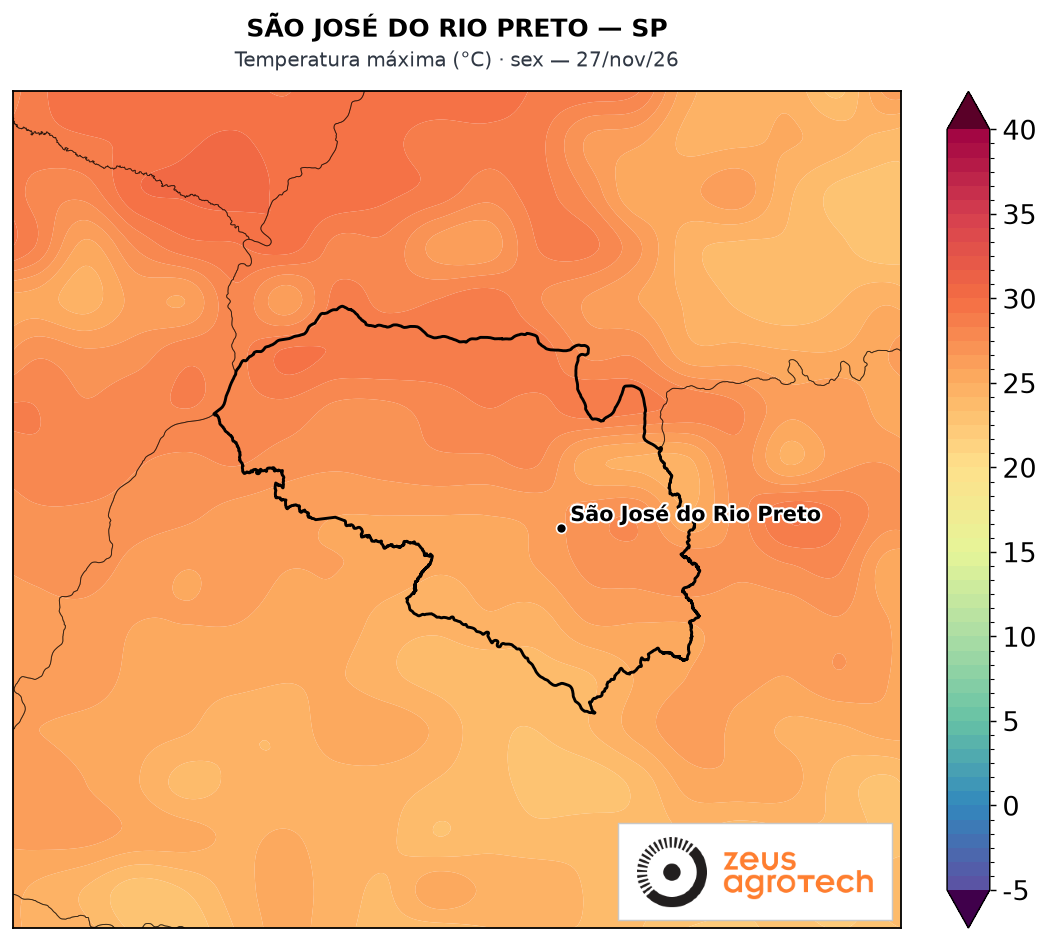 SÃO JOSÉ DO RIO PRETO — SP
Temperatura máxima (°C) · sex — 27/nov/26
São José do Rio Preto
40
35
30
25
20
15
10
5
0
-5
zeus
agrotech